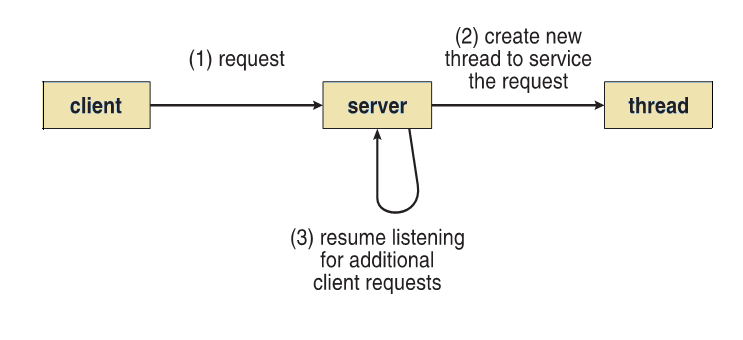 (1) request
(2) create new
thread to service
the request
client
server
thread
(3) resume listening
for additional
client requests